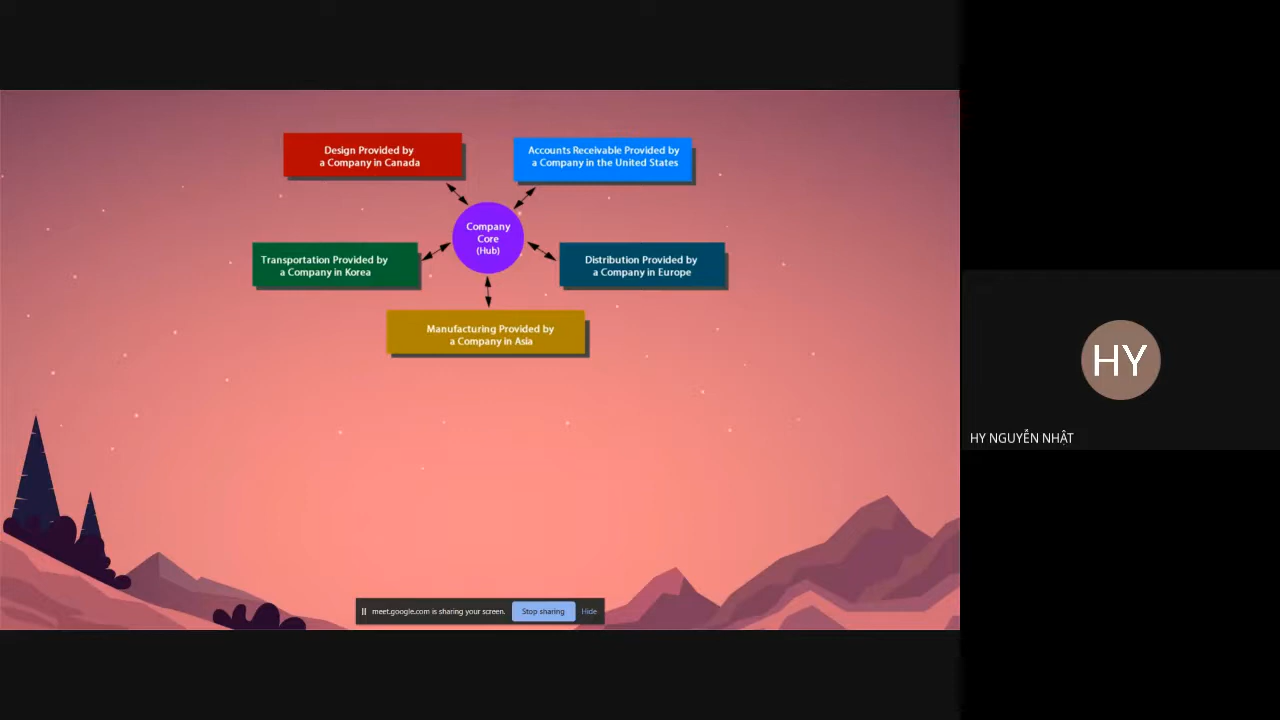 Design Provided by
a Company in Canada
Accounts Receivable Provided by
a Company in the United States
Company
Core
(Hub)
Transportation Provided by
a Company in Korea
Distribution Provided by
a Company in Europe
Manufacturing Provided by
a Company in Asia
HY
HY NGUYỄN NHẬT
meet.google.com is sharing your screen.
Stop sharing
Hide